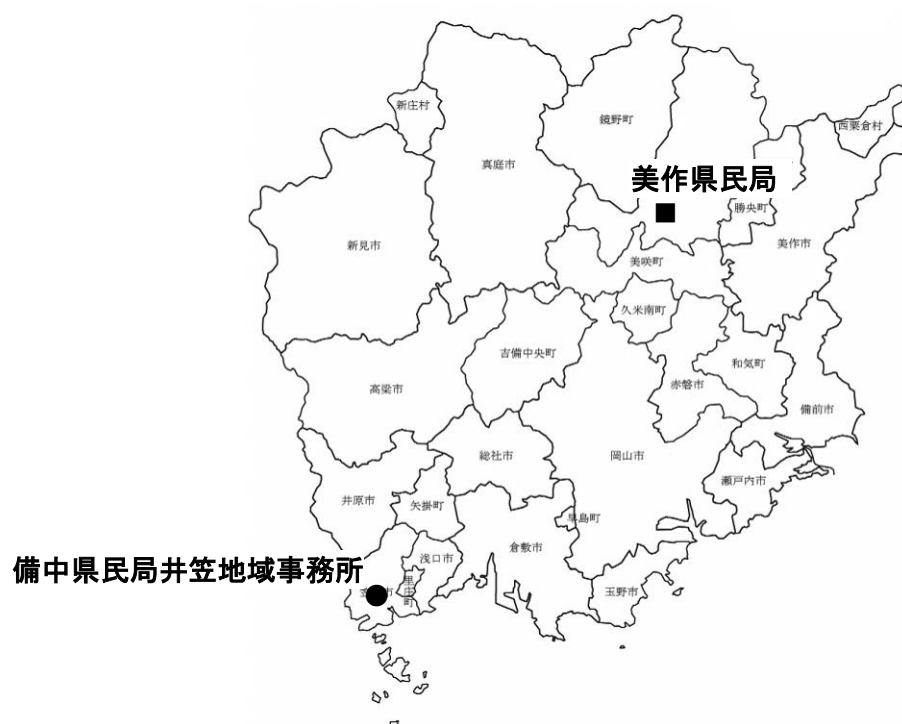 新庄村
鏡野町
西粟倉村
真庭市
美作県民局
勝央町
新見市
美作市
美咲町
久米南町
吉備中央町
和気町
高梁市
赤磐市
備前市
総社市
岡山市
瀬戸内市
井原市
矢掛町
早島町
倉敷市
浅口市
備中県民局井笠地域事務所
里庄町
市
玉野市